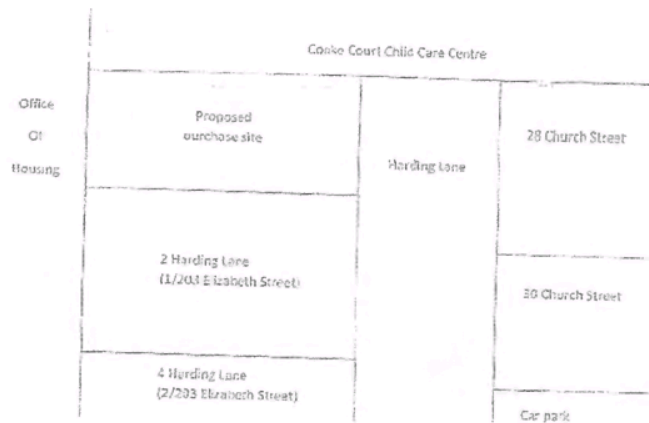 Cooke Court Child Care Centre
Office
Of
Housing
Proposed
purchase site
Harding Lane
28 Church Street
2 Harding Lane
(1/203 Elizabeth Street)
30 Church Street
4 Harding Lane
(2/203 Elizabeth Street)
Car park